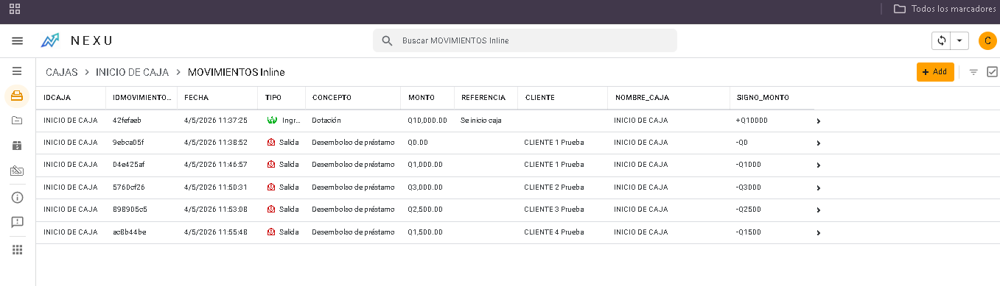 Todos los marcadores
NEXU
Buscar MOVIMIENTOS Inline
C
CAJAS > INICIO DE CAJA > MOVIMIENTOS Inline
+ Add
IDCAJA IDMOVIMIENTO... FECHA TIPO CONCEPTO MONTO REFERENCIA CLIENTE NOMBRE_CAJA SIGNO_MONTO
INICIO DE CAJA 42fefaeb 4/5/2026 11:37:25 Ingr... Dotación Q10,000.00 Se inicio caja INICIO DE CAJA +Q10000
INICIO DE CAJA 9ebca05f 4/5/2026 11:38:52 Salida Desembolso de préstamo Q0.00 CLIENTE 1 Prueba INICIO DE CAJA -Q0
INICIO DE CAJA 04e425af 4/5/2026 11:46:57 Salida Desembolso de préstamo Q1,000.00 CLIENTE 1 Prueba INICIO DE CAJA -Q1000
INICIO DE CAJA 5760cf26 4/5/2026 11:50:31 Salida Desembolso de préstamo Q3,000.00 CLIENTE 2 Prueba INICIO DE CAJA -Q3000
INICIO DE CAJA 898905c5 4/5/2026 11:53:08 Salida Desembolso de préstamo Q2,500.00 CLIENTE 3 Prueba INICIO DE CAJA -Q2500
INICIO DE CAJA ac8b44be 4/5/2026 11:55:48 Salida Desembolso de préstamo Q1,500.00 CLIENTE 4 Prueba INICIO DE CAJA -Q1500